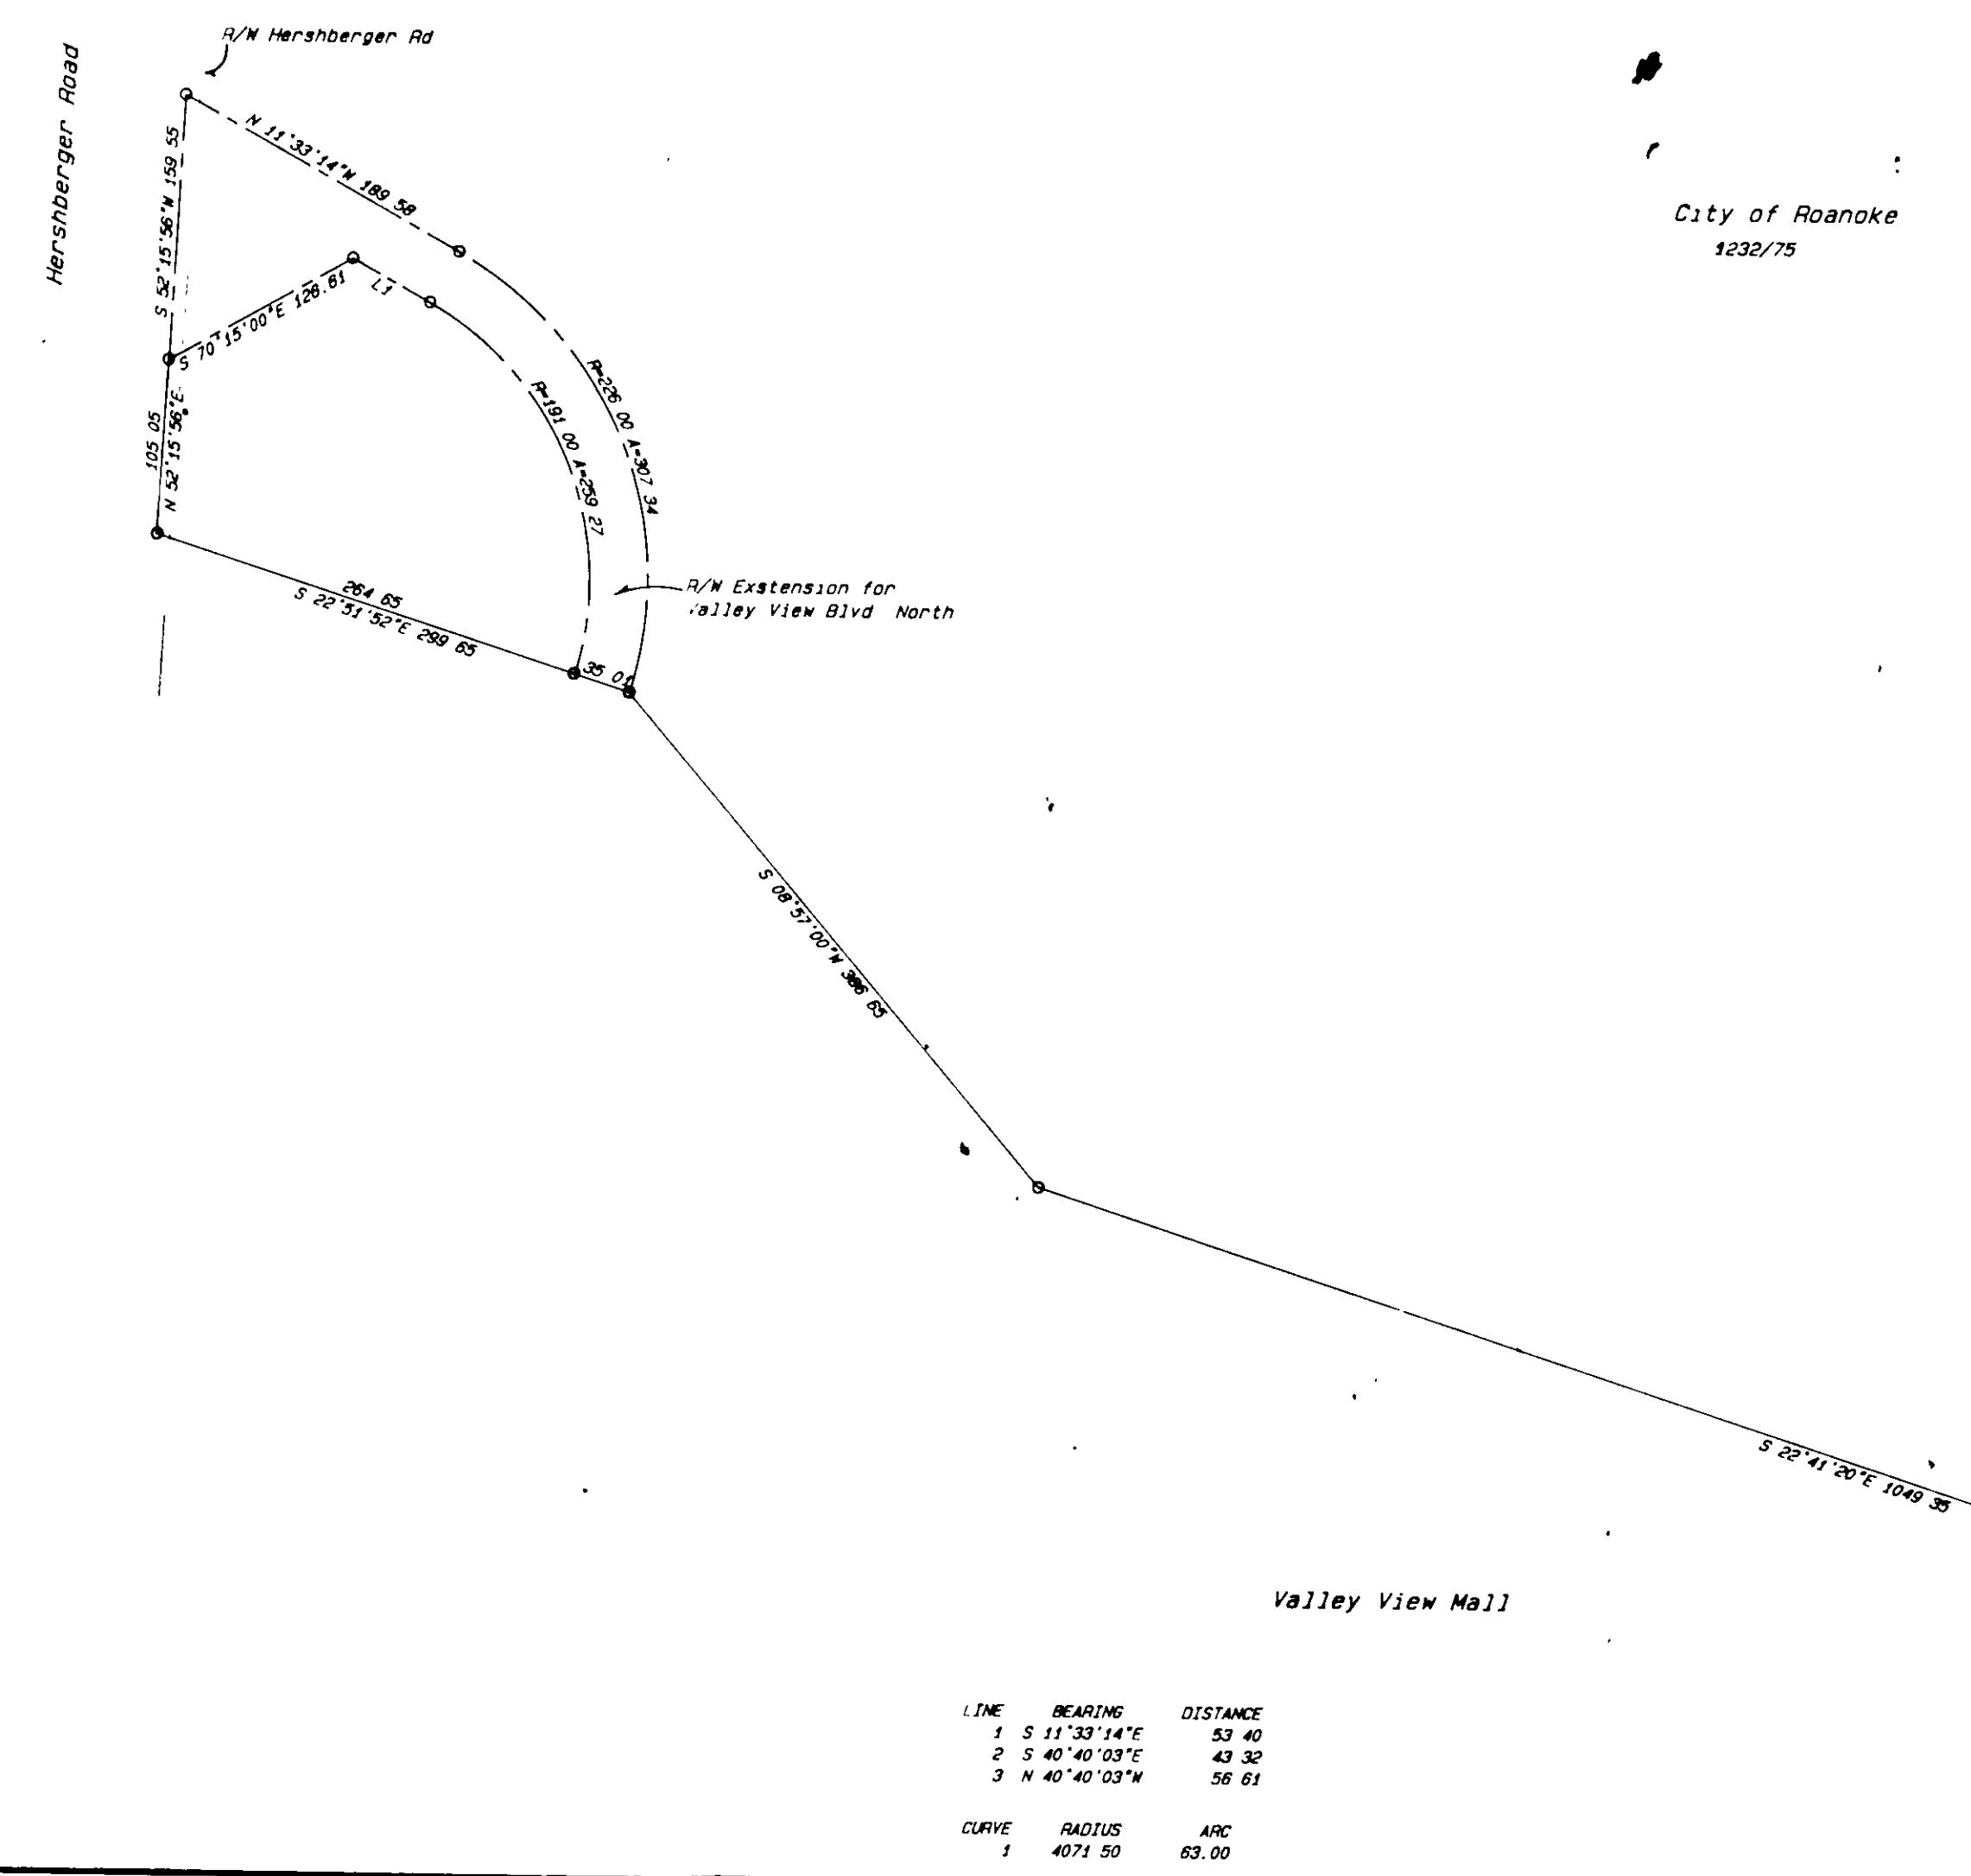 R/W Hershberger Rd
Hershberger Road
City of Roanoke
1232/75
N 11°33'14"W 189 58
S 52°15'56"W 159 55
L1
S 70°15'00"E 128.61
R=226 00 A=307 34
R=191 00 A=259 27
105 05
N 52°15'56"E
264 65
S 22°51'52"E 299 65
35 01
R/W Exstension for
alley View Blvd North
S 08°57'00"W 386 65
S 22°41'20"E 1049 35
Valley View Mall
LINE BEARING DISTANCE
1 S 11°33'14"E 53 40
2 S 40°40'03"E 43 32
3 N 40°40'03"W 56 61
CURVE RADIUS ARC
1 4071 50 63.00